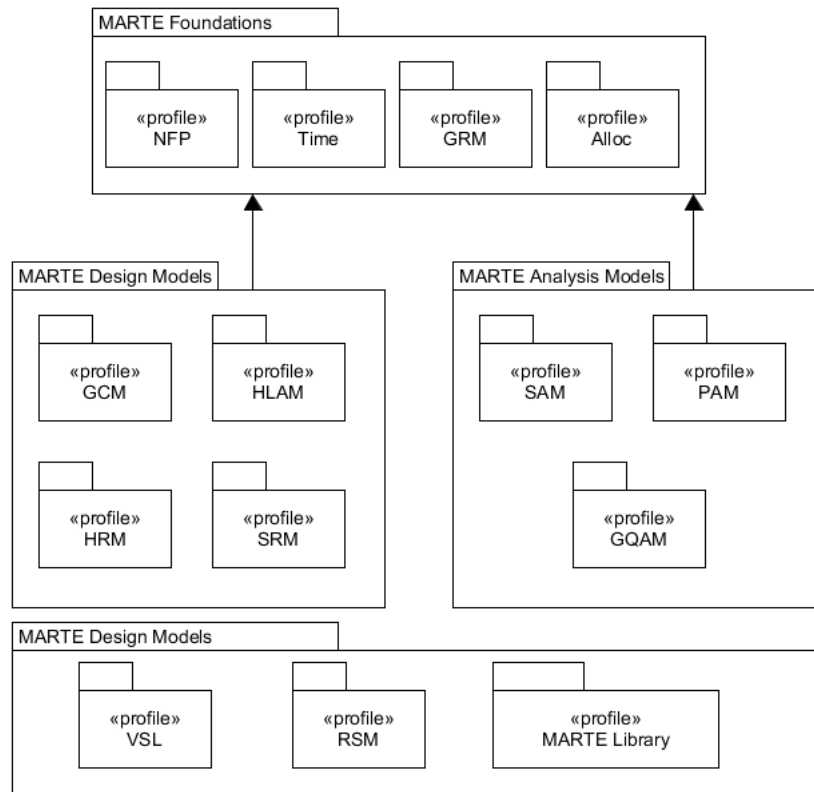 MARTE Foundations
«profile»
NFP
«profile»
Time
«profile»
GRM
«profile»
Alloc
MARTE Design Models
«profile»
GCM
«profile»
HLAM
«profile»
HRM
«profile»
SRM
MARTE Analysis Models
«profile»
SAM
«profile»
PAM
«profile»
GQAM
MARTE Design Models
«profile»
VSL
«profile»
RSM
«profile»
MARTE Library